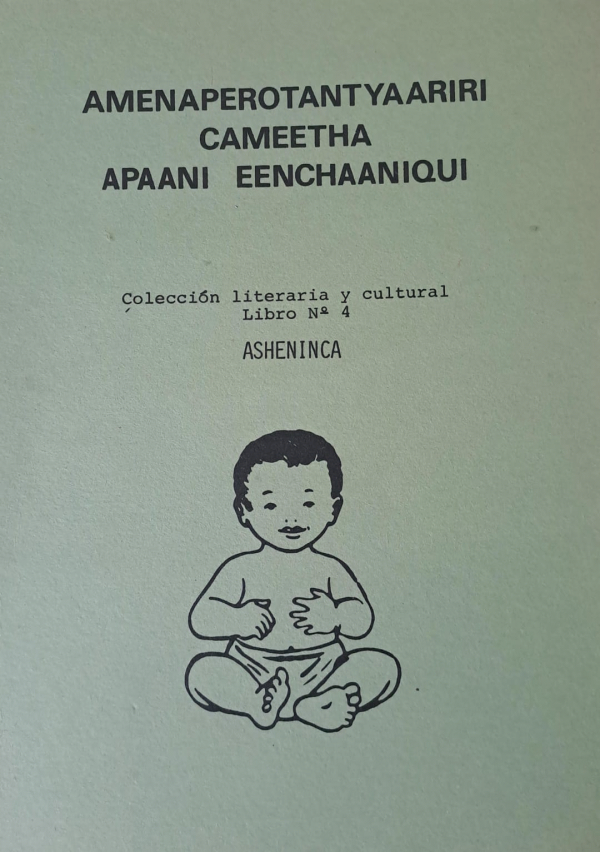 AMENAPEROTANTYAARIRI
CAMEETHA
APAANI EENCHAANIQUI
Colección literaria y cultural
Libro Nº 4
ASHENINCA